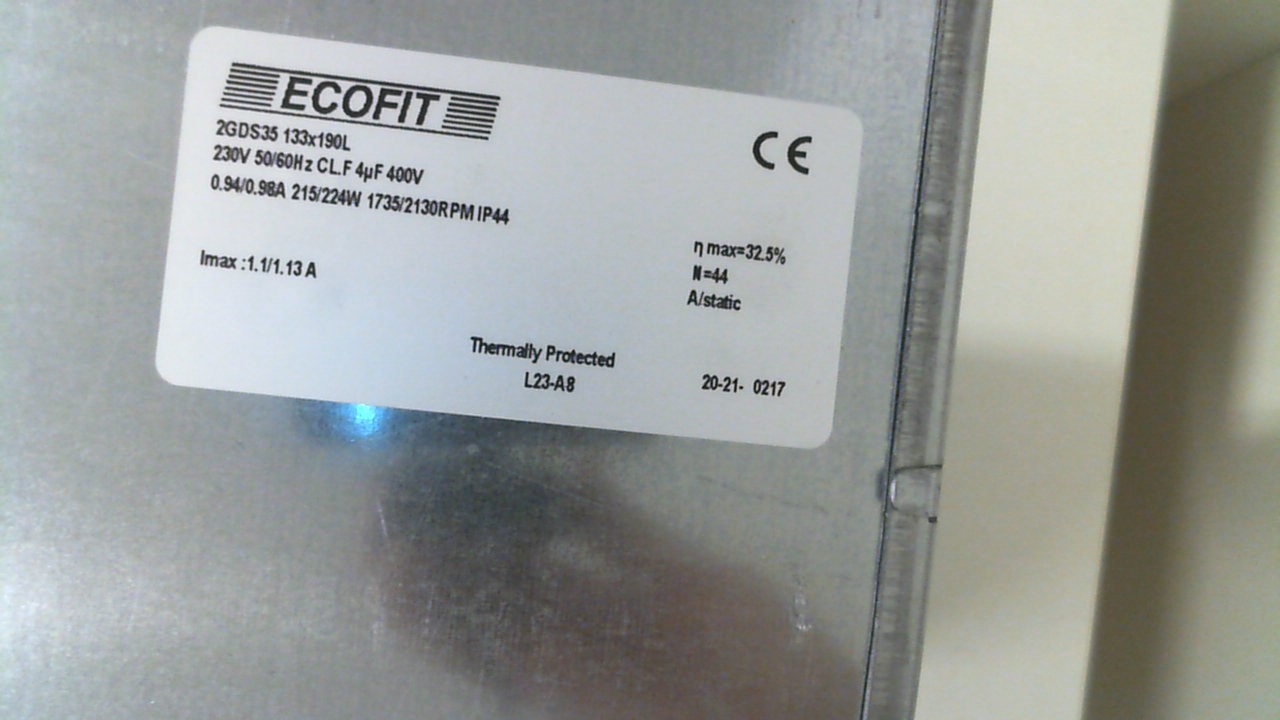 ECOFIT
CE
2GDS35 133x190L
230V 50/60Hz CL.F 4µF 400V
0.94/0.98A 215/224W 1735/2130RPM IP44
η max=32.5%
Imax :1.1/1.13 A
N=44
A/static
Thermally Protected
L23-A8
20-21- 0217